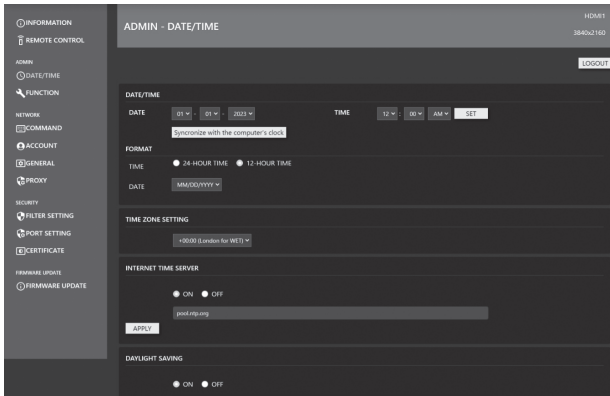 INFORMATION
REMOTE CONTROL
ADMIN
DATE/TIME
FUNCTION
NETWORK
COMMAND
ACCOUNT
GENERAL
PROXY
SECURITY
FILTER SETTING
PORT SETTING
CERTIFICATE
FIRMWARE UPDATE
FIRMWARE UPDATE
ADMIN - DATE/TIME
HDMI1
3840x2160
LOGOUT
DATE/TIME
DATE 01 - 01 - 2023 TIME 12 : 00 AM SET
Syncronize with the computer's clock
FORMAT
TIME 24-HOUR TIME 12-HOUR TIME
DATE MM/DD/YYYY
TIME ZONE SETTING
+00:00 (London for WET)
INTERNET TIME SERVER
ON OFF
pool.ntp.org
APPLY
DAYLIGHT SAVING
ON OFF